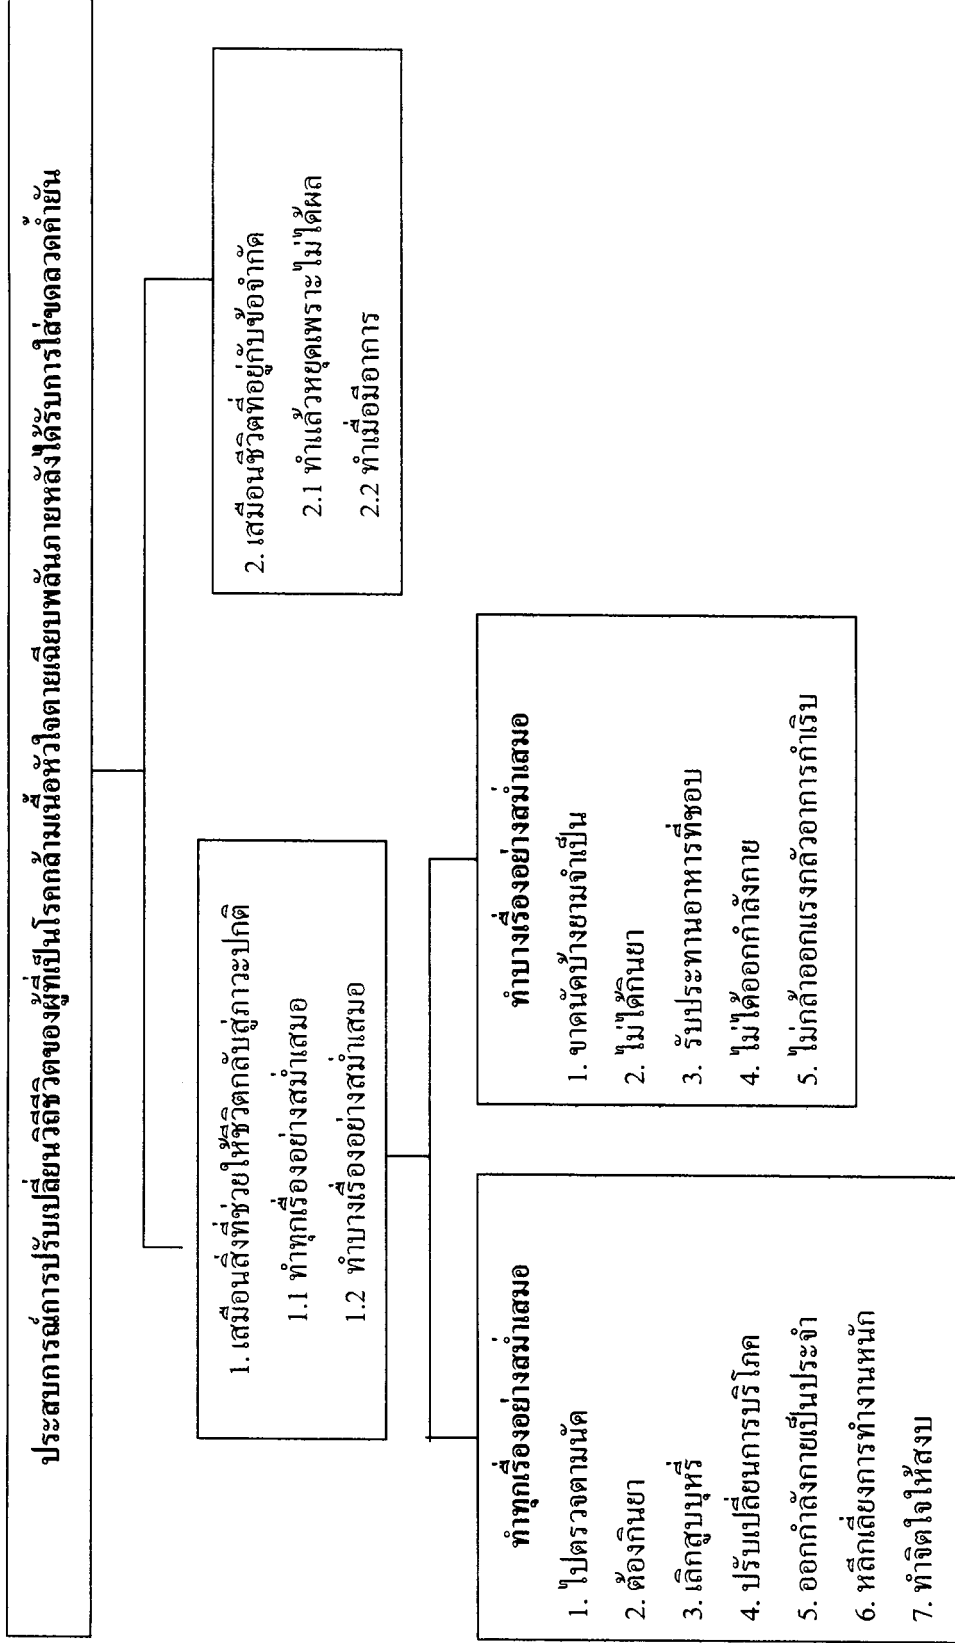 ประสบการณ์การปรับเปลี่ยนวิถีชีวิตของผู้ที่เป็นโรคกล้ามเนื้อหัวใจตายเฉียบพลันภายหลังได้รับการใส่ขดลวดค้ำยัน
1. เสมือนสิ่งที่ช่วยให้ชีวิตกลับสู่ภาวะปกติ
1.1 ทำทุกเรื่องอย่างสม่ำเสมอ
1.2 ทำบางเรื่องอย่างสม่ำเสมอ
2. เสมือนชีวิตที่อยู่กับข้อจำกัด
2.1 ทำแล้วหยุดเพราะไม่ได้ผล
2.2 ทำเมื่อมีอาการ
ทำทุกเรื่องอย่างสม่ำเสมอ
1. ไปตรวจตามนัด
2. ต้องกินยา
3. เลิกสูบบุหรี่
4. ปรับเปลี่ยนการบริโภค
5. ออกกำลังกายเป็นประจำ
6. หลีกเลี่ยงการทำงานหนัก
7. ทำจิตใจให้สงบ
ทำบางเรื่องอย่างสม่ำเสมอ
1. ขาดนัดบ้างยามจำเป็น
2. ไม่ได้กินยา
3. รับประทานอาหารที่ชอบ
4. ไม่ได้ออกกำลังกาย
5. ไม่กล้าออกแรงกลัวอาการกำเริบ